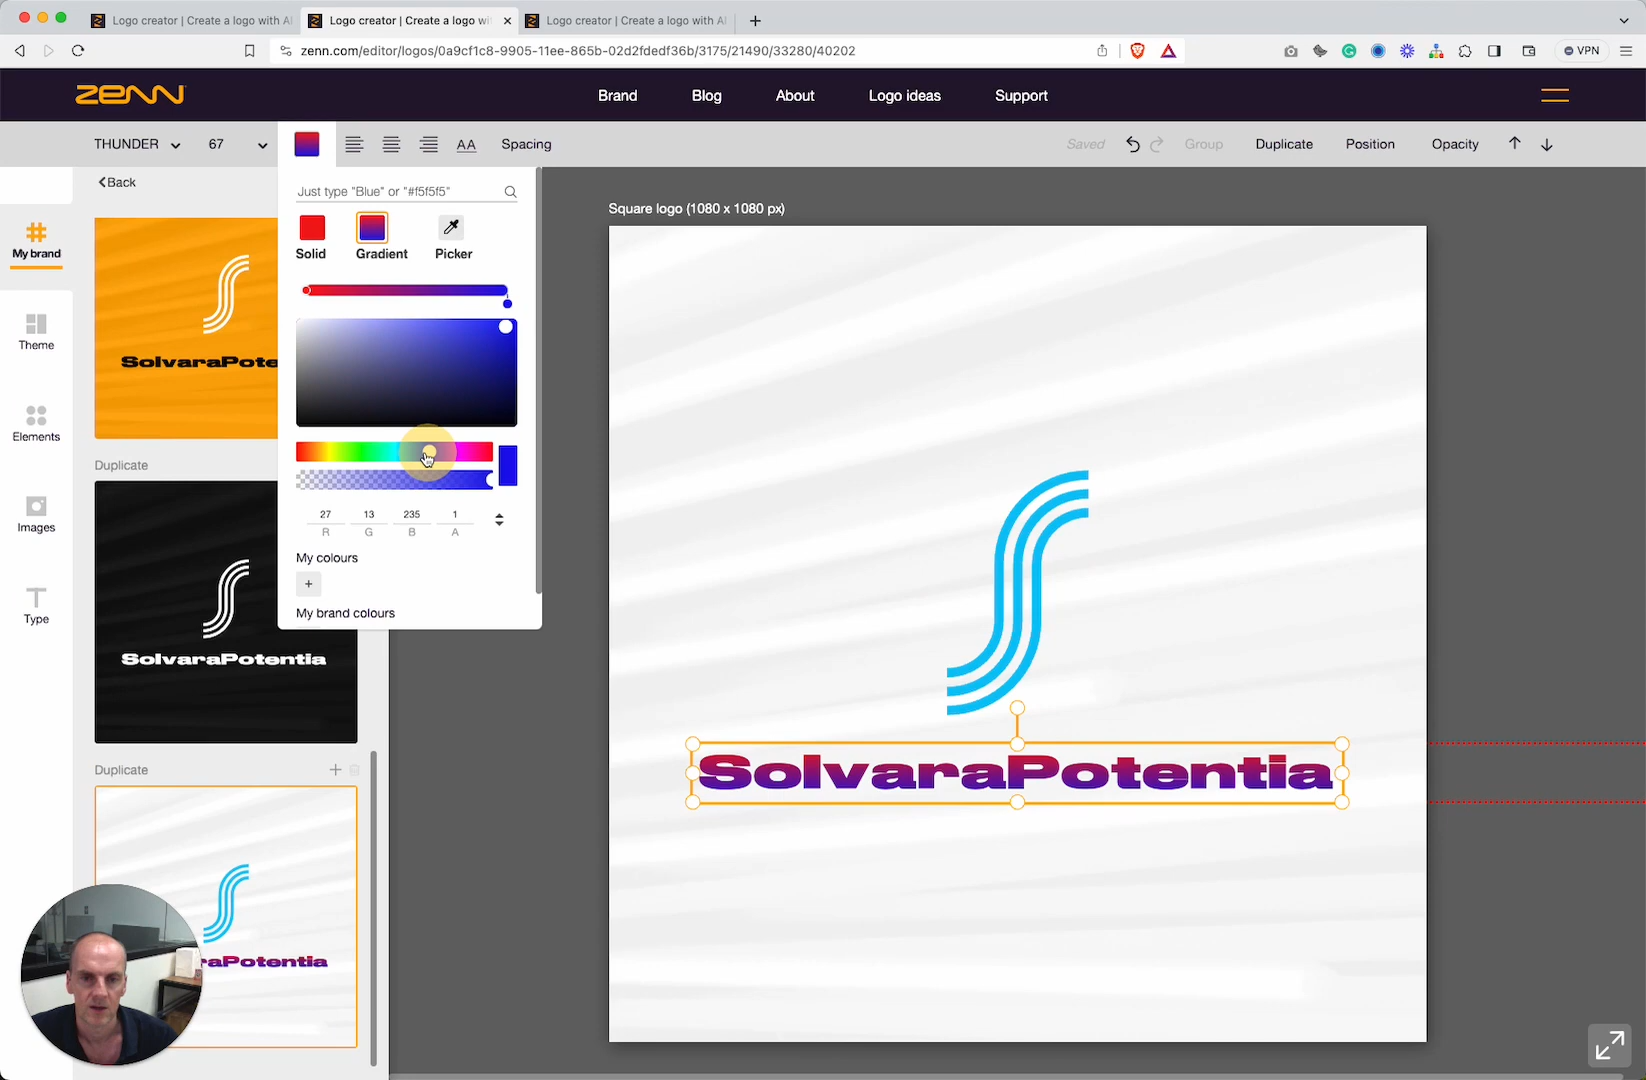 Logo creator | Create a logo with AI
Logo creator | Create a logo wi
Logo creator | Create a logo with AI
zenn.com/editor/logos/0a9cf1c8-9905-11ee-865b-02d2fdedf36b/3175/21490/33280/40202
VPN
zenn
Brand
Blog
About
Logo ideas
Support
THUNDER
67
AA
Spacing
Saved
Group
Duplicate
Position
Opacity
Back
My brand
Theme
Elements
Images
Type
SolvaraPote
Duplicate
SolvaraPotentia
Duplicate
raPotentia
Just type "Blue" or "#f5f5f5"
Solid
Gradient
Picker
27
13
235
1
R
G
B
A
My colours
+
My brand colours
Square logo (1080 x 1080 px)
SolvaraPotentia